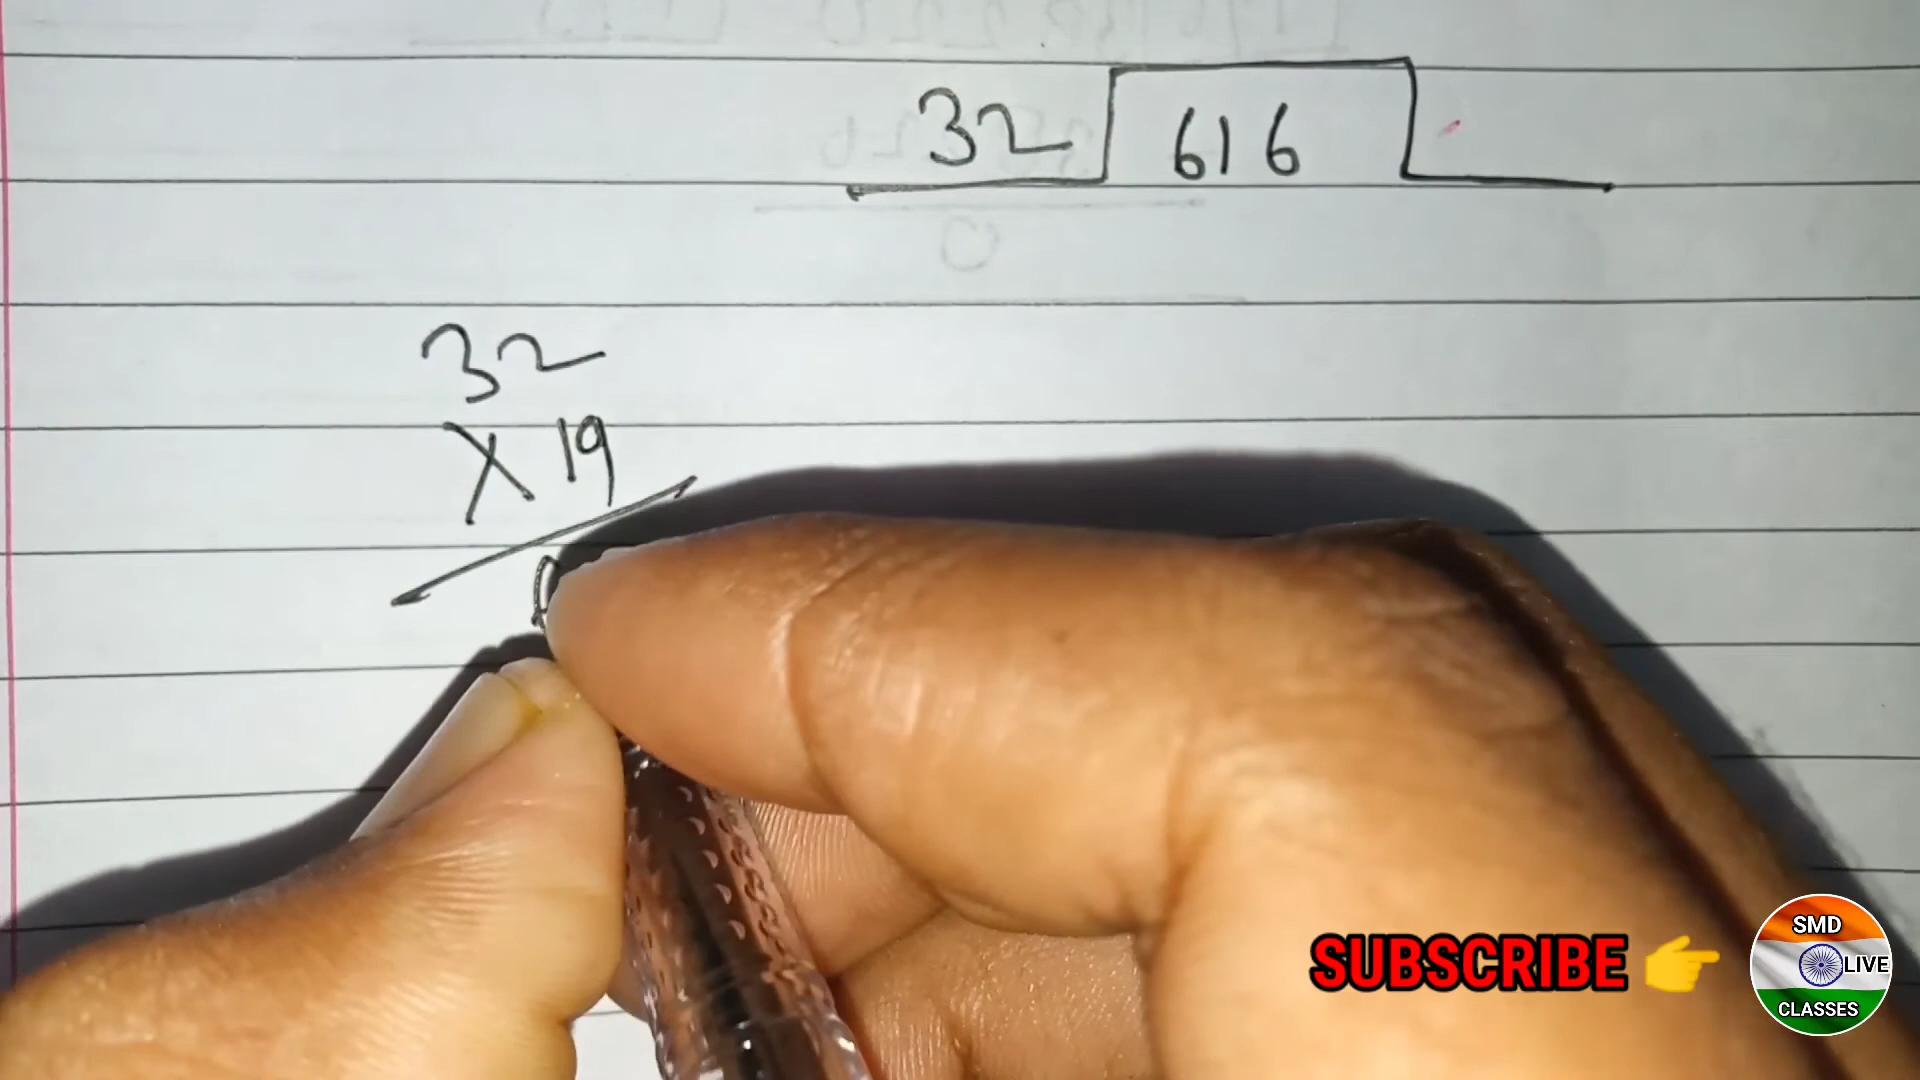 32 616
32
X 19
SUBSCRIBE
SMD
LIVE
CLASSES